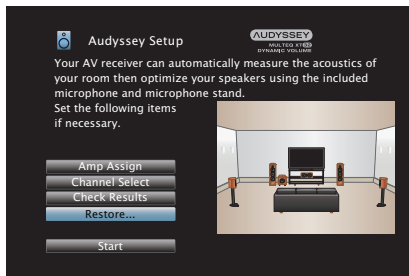 Audyssey Setup
AUDYSSEY
MULTEQ XT32
DYNAMIC VOLUME
Your AV receiver can automatically measure the acoustics of
your room then optimize your speakers using the included
microphone and microphone stand.
Set the following items
if necessary.
Amp Assign
Channel Select
Check Results
Restore...
Start